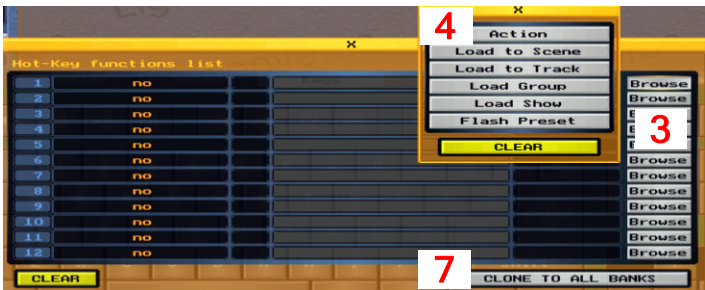 x
4
Action
Load to Scene
Load to Track
Load Group
Load Show
Flash Preset
CLEAR
x
Hot-Key functions list
1 no Browse
2 no Browse
3 no
4 no
5 no
3
6 no Browse
7 no Browse
8 no Browse
9 no Browse
10 no Browse
11 no Browse
12 no Browse
CLEAR
7
CLONE TO ALL BANKS